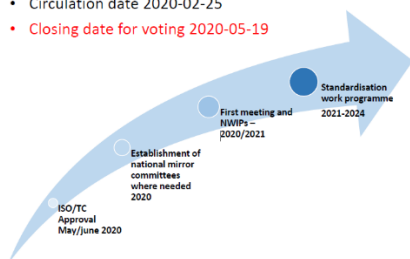 • Circulation date 2020-02-25
• Closing date for voting 2020-05-19
Standardisation
work programme
2021-2024
First meeting and
NWIPs –
2020/2021
Establishment of
national mirror
committees
where needed
2020
ISO/TC
Approval
May/june 2020